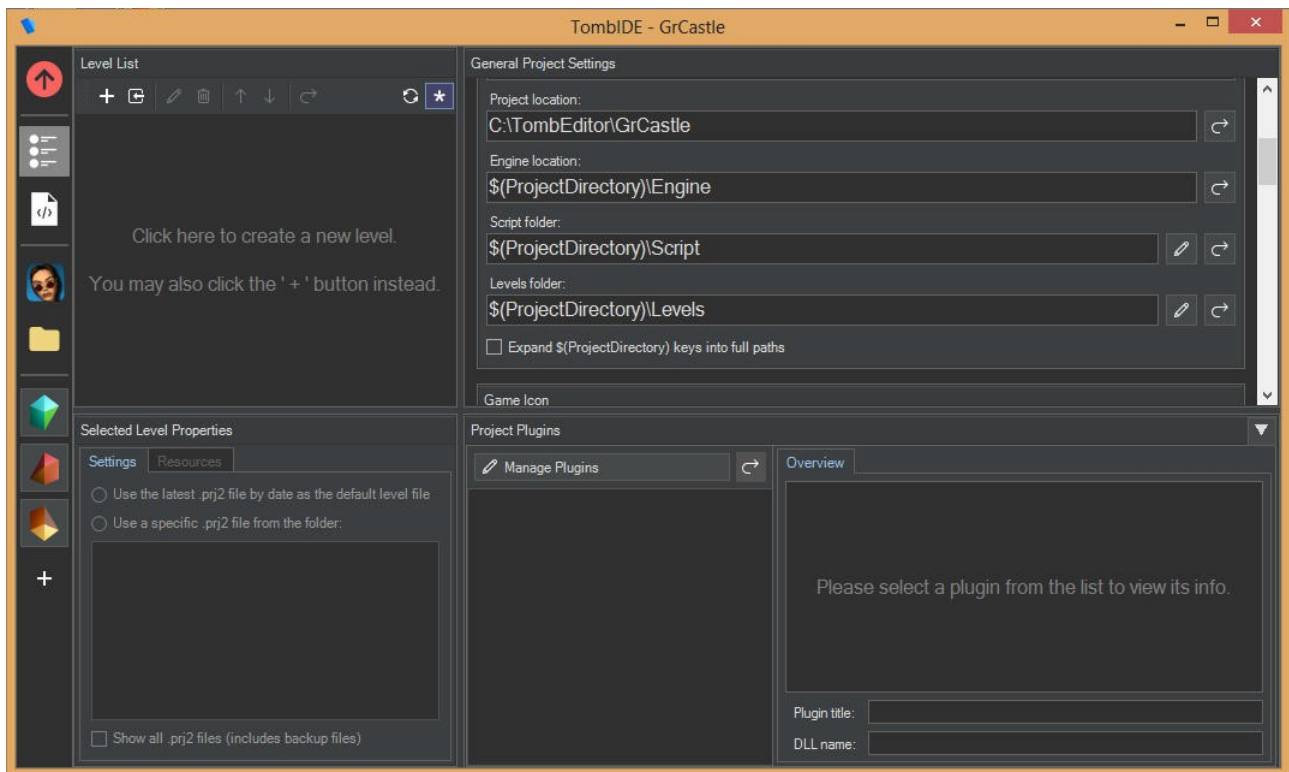 TombIDE - GrCastle
Level List
Click here to create a new level.
You may also click the ' + ' button instead.
General Project Settings
Project location:
C:\TombEditor\GrCastle
Engine location:
$(ProjectDirectory)\Engine
Script folder:
$(ProjectDirectory)\Script
Levels folder:
$(ProjectDirectory)\Levels
Expand $(ProjectDirectory) keys into full paths
Game Icon
Selected Level Properties
Settings Resources
Use the latest .prj2 file by date as the default level file
Use a specific .prj2 file from the folder:
Show all .prj2 files (includes backup files)
Project Plugins
Manage Plugins
Overview
Please select a plugin from the list to view its info.
Plugin title:
DLL name: